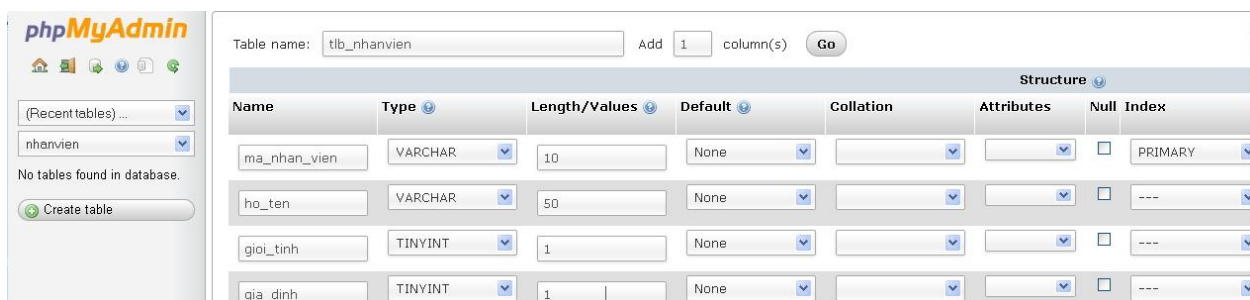 phpMyAdmin
(Recent tables) ...
nhanvien
No tables found in database.
Create table
Table name: tlb_nhanvien Add 1 column(s) Go
Structure
Name Type Length/Values Default Collation Attributes Null Index
ma_nhan_vien VARCHAR 10 None PRIMARY
ho_ten VARCHAR 50 None ---
gioi_tinh TINYINT 1 None ---
gia_dinh TINYINT 1 None ---